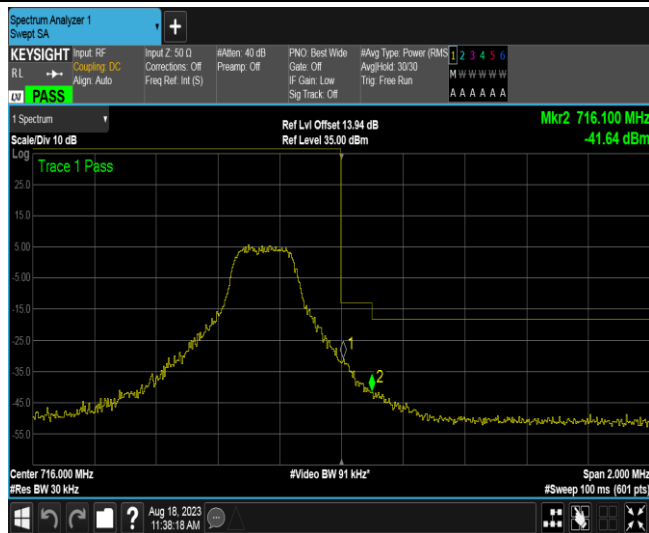 Spectrum Analyzer 1
Swept SA
+
KEYSIGHT
RL
PASS
Input: RF
Coupling: DC
Align: Auto
Input Z: 50 Ω
Corrections: Off
Freq Ref: Int (S)
#Atten: 40 dB
Preamp: Off
PNO: Best Wide
Gate: Off
IF Gain: Low
Sig Track: Off
#Avg Type: Power (RMS
Avg|Hold: 30/30
Trig: Free Run
1 2 3 4 5 6
M W W W W W
A A A A A A
1 Spectrum
Scale/Div 10 dB
Ref Lvl Offset 13.94 dB
Ref Level 35.00 dBm
Mkr2 716.100 MHz
-41.64 dBm
Log
Trace 1 Pass
25.0
15.0
5.00
-5.00
-15.0
-25.0
-35.0
-45.0
-55.0
1
2
Center 716.000 MHz
#Res BW 30 kHz
#Video BW 91 kHz*
Span 2.000 MHz
#Sweep 100 ms (601 pts)
?
Aug 18, 2023
11:38:18 AM